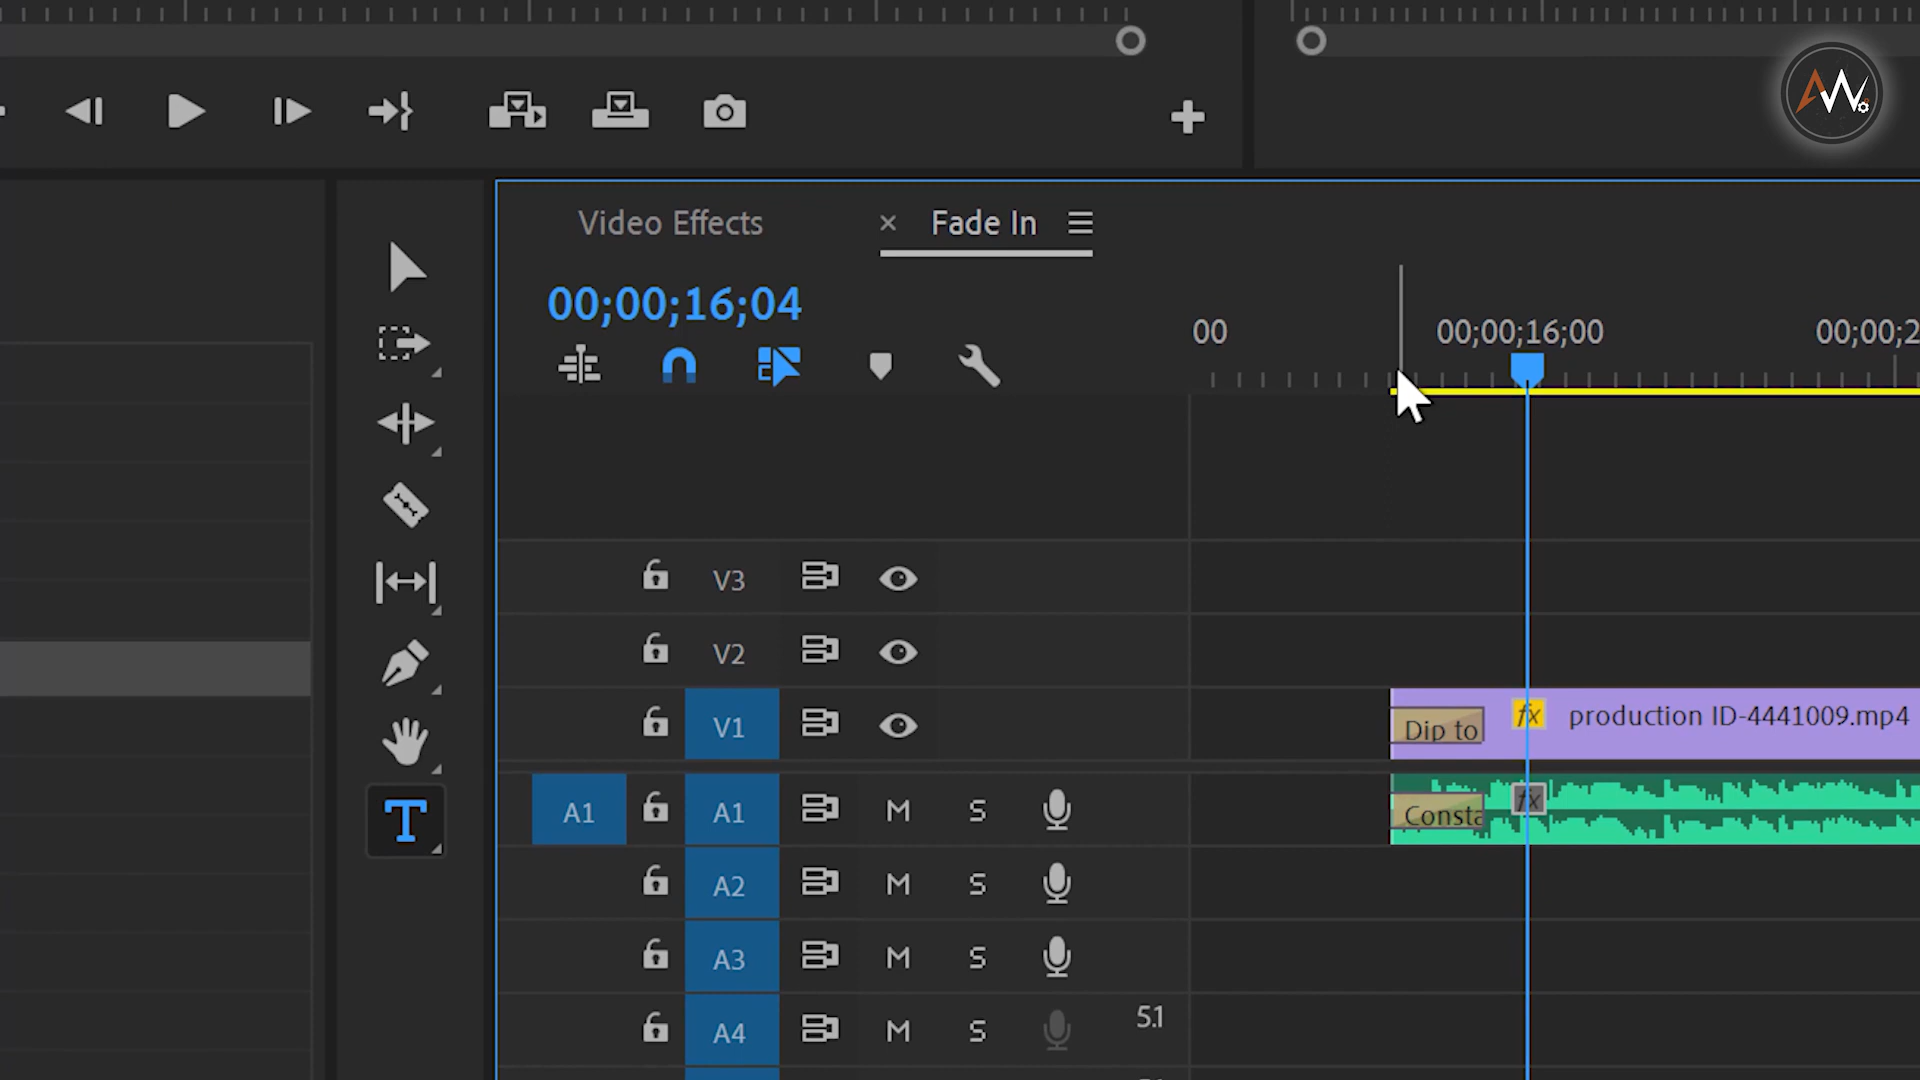 AW
Video Effects
Fade In
00;00;16;04
00
00;00;16;00
00;00;2
V3
V2
V1
Dip to
fx
production ID-4441009.mp4
A1
A1
M
S
Consta
fx
A2
M
S
A3
M
S
A4
M
S
5.1
T